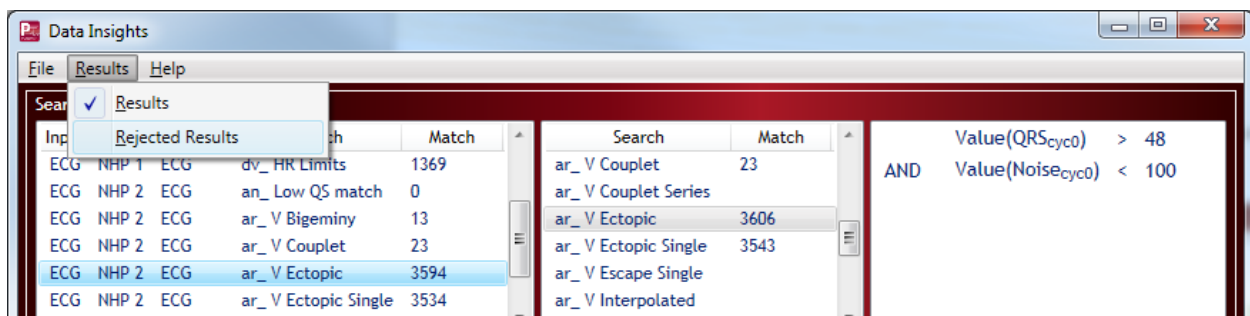 Data Insights
File Results Help
Sear
Results
Rejected Results
Inp ch Match
ECG NHP 1 ECG dv_ HR Limits 1369
ECG NHP 2 ECG an_ Low QS match 0
ECG NHP 2 ECG ar_ V Bigeminy 13
ECG NHP 2 ECG ar_ V Couplet 23
ECG NHP 2 ECG ar_ V Ectopic 3594
ECG NHP 2 ECG ar_ V Ectopic Single 3534
Search Match
ar_ V Couplet 23
ar_ V Couplet Series
ar_ V Ectopic 3606
ar_ V Ectopic Single 3543
ar_ V Escape Single
ar_ V Interpolated
Value(QRScyc0) > 48
AND Value(Noisecyc0) < 100